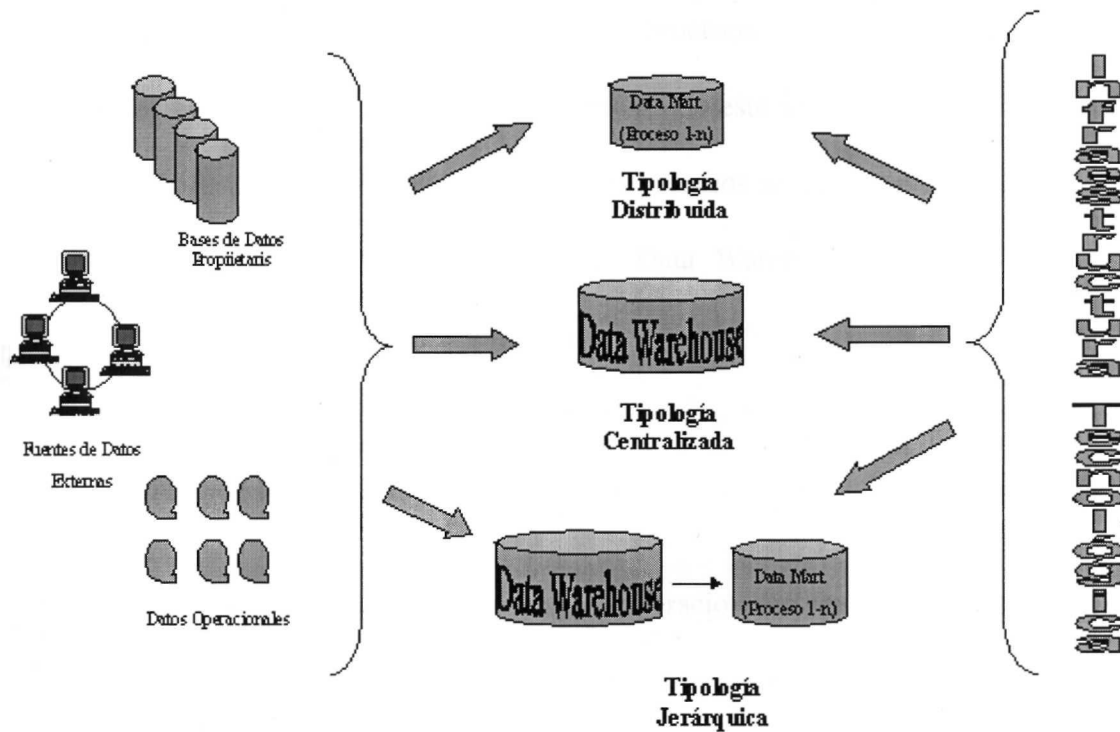 Data Mart
(Proceso 1-n)
Tipología
Distribuida
Bases de Datos
Propiietaris
Data Warehouse
Tipología
Centralizada
Fuentes de Datos
Externas
Datos Operacionales
Data Warehouse
Data Mart
(Proceso 1-n)
Tipología
Jerárquica
Infraestructura Tecnológica